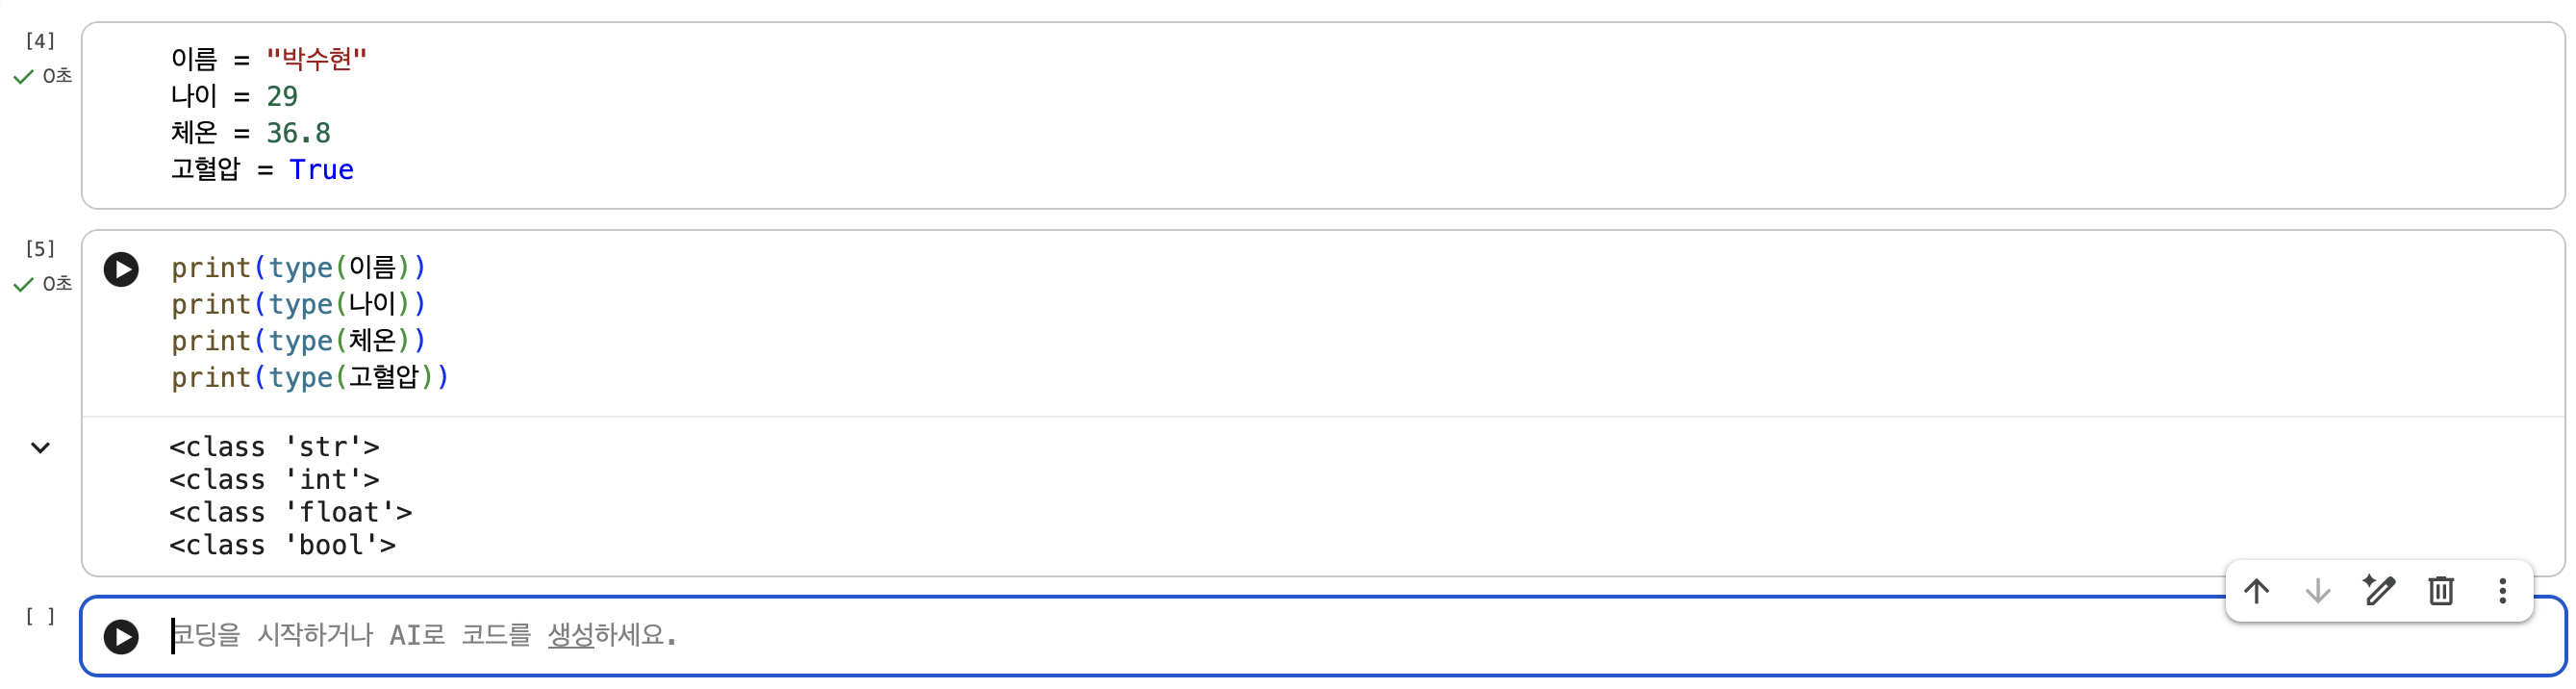 [4]
0초
이름 = "박수현"
나이 = 29
체온 = 36.8
고혈압 = True
[5]
0초
print(type(이름))
print(type(나이))
print(type(체온))
print(type(고혈압))
<class 'str'>
<class 'int'>
<class 'float'>
<class 'bool'>
[ ]
코딩을 시작하거나 AI로 코드를 생성하세요.